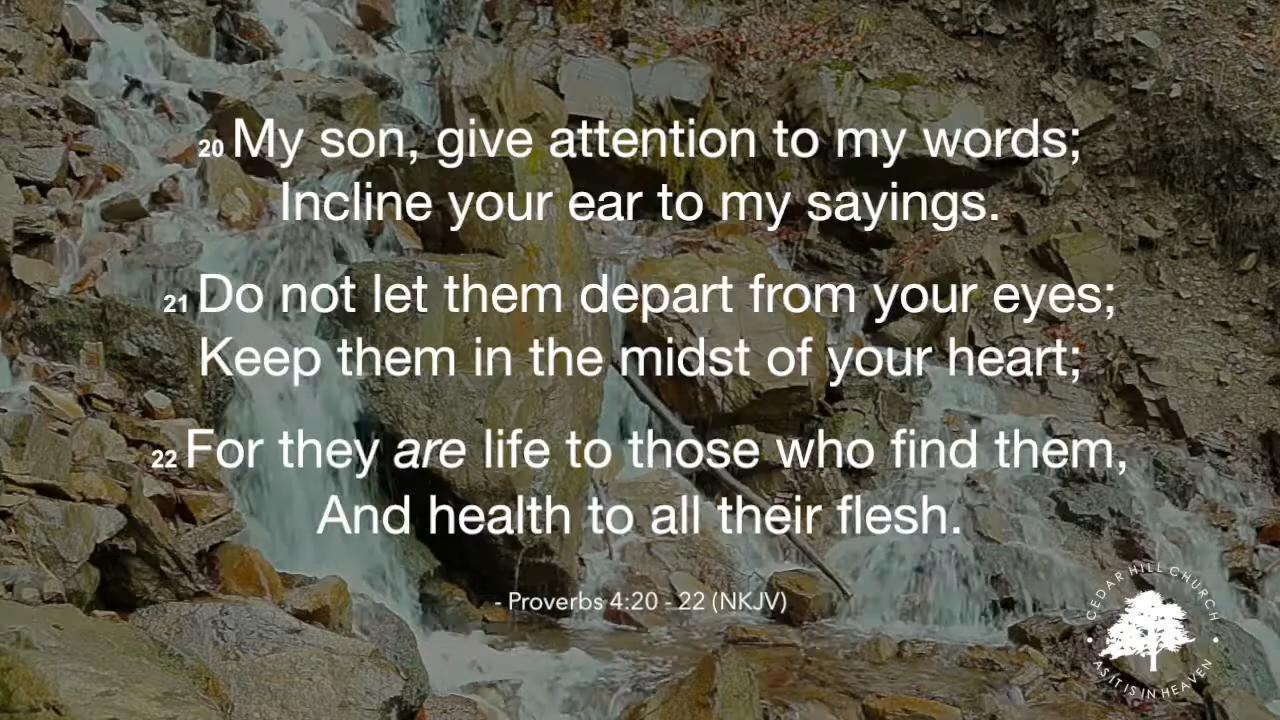 20 My son, give attention to my words;
Incline your ear to my sayings.
21 Do not let them depart from your eyes;
Keep them in the midst of your heart;
22 For they are life to those who find them,
And health to all their flesh.
- Proverbs 4:20 - 22 (NKJV)
CEDAR HILL CHURCH
AS IT IS IN HEAVEN